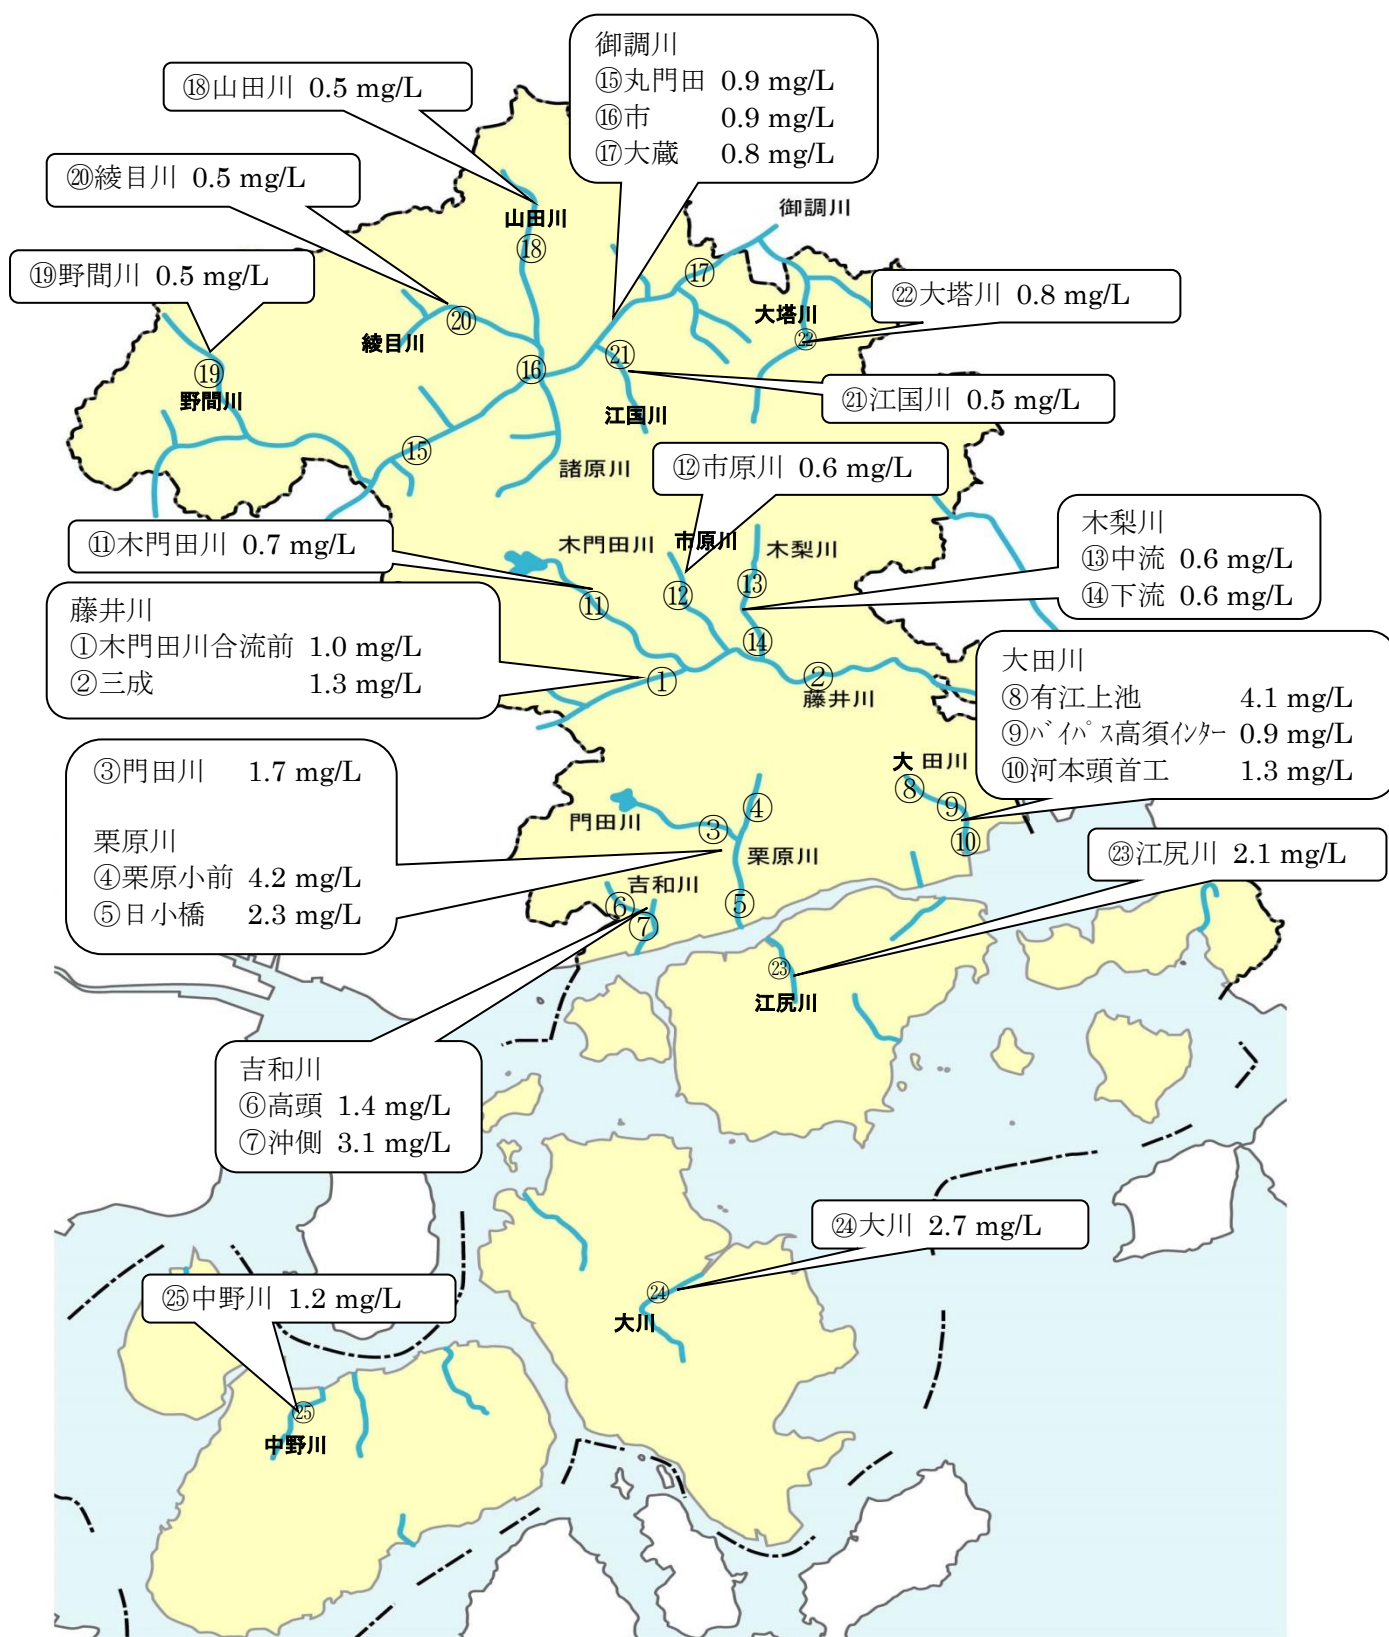 御調川
⑮丸門田 0.9 mg/L
⑯市 0.9 mg/L
⑰大蔵 0.8 mg/L
⑱山田川 0.5 mg/L
⑳綾目川 0.5 mg/L
御調川
山田川
⑱
⑰
⑲野間川 0.5 mg/L
㉒大塔川 0.8 mg/L
大塔川
⑳
綾目川
㉒
㉑
⑯
⑲
野間川
㉑江国川 0.5 mg/L
江国川
⑮
諸原川
⑫市原川 0.6 mg/L
木梨川
⑬中流 0.6 mg/L
⑭下流 0.6 mg/L
⑪木門田川 0.7 mg/L
木門田川
市原川
木梨川
⑬
⑫
⑪
藤井川
①木門田川合流前 1.0 mg/L
②三成 1.3 mg/L
⑭
①
②
藤井川
大田川
⑧有江上池 4.1 mg/L
⑨バイパス高須インター 0.9 mg/L
⑩河本頭首工 1.3 mg/L
③門田川 1.7 mg/L
栗原川
④栗原小前 4.2 mg/L
⑤日小橋 2.3 mg/L
大田川
⑧
⑨
⑩
門田川
④
③
栗原川
㉓江尻川 2.1 mg/L
吉和川
⑥
⑦
⑤
㉓
江尻川
吉和川
⑥高頭 1.4 mg/L
⑦沖側 3.1 mg/L
㉔大川 2.7 mg/L
㉔
大川
㉕中野川 1.2 mg/L
㉕
中野川